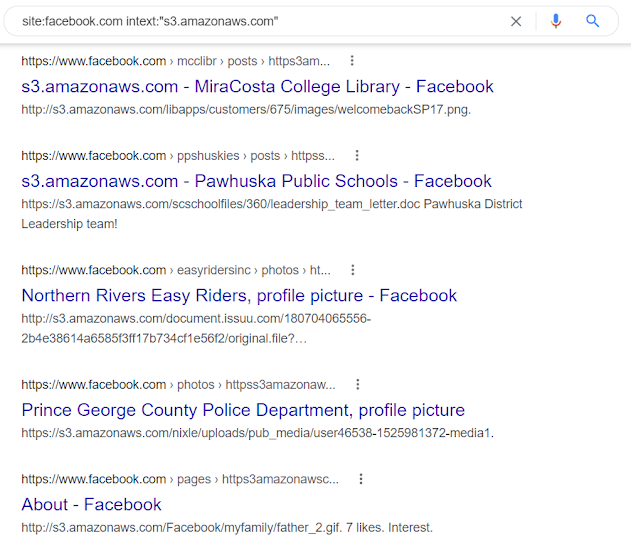 site:facebook.com intext:"s3.amazonaws.com"
https://www.facebook.com › mcclibr › posts › https3am...
s3.amazonaws.com - MiraCosta College Library - Facebook
http://s3.amazonaws.com/libapps/customers/675/images/welcomebackSP17.png.
https://www.facebook.com › ppshuskies › posts › httpss...
s3.amazonaws.com - Pawhuska Public Schools - Facebook
https://s3.amazonaws.com/scschoolfiles/360/leadership_team_letter.doc Pawhuska District
Leadership team!
https://www.facebook.com › easyridersinc › photos › ht...
Northern Rivers Easy Riders, profile picture - Facebook
http://s3.amazonaws.com/document.issuu.com/180704065556-
2b4e38614a6585f3ff17b734cf1e56f2/original.file?…
https://www.facebook.com › photos › httpss3amazonaw...
Prince George County Police Department, profile picture
https://s3.amazonaws.com/nixle/uploads/pub_media/user46538-1525981372-media1.
https://www.facebook.com › pages › https3amazonawsc...
About - Facebook
http://s3.amazonaws.com/Facebook/myfamily/father_2.gif. 7 likes. Interest.